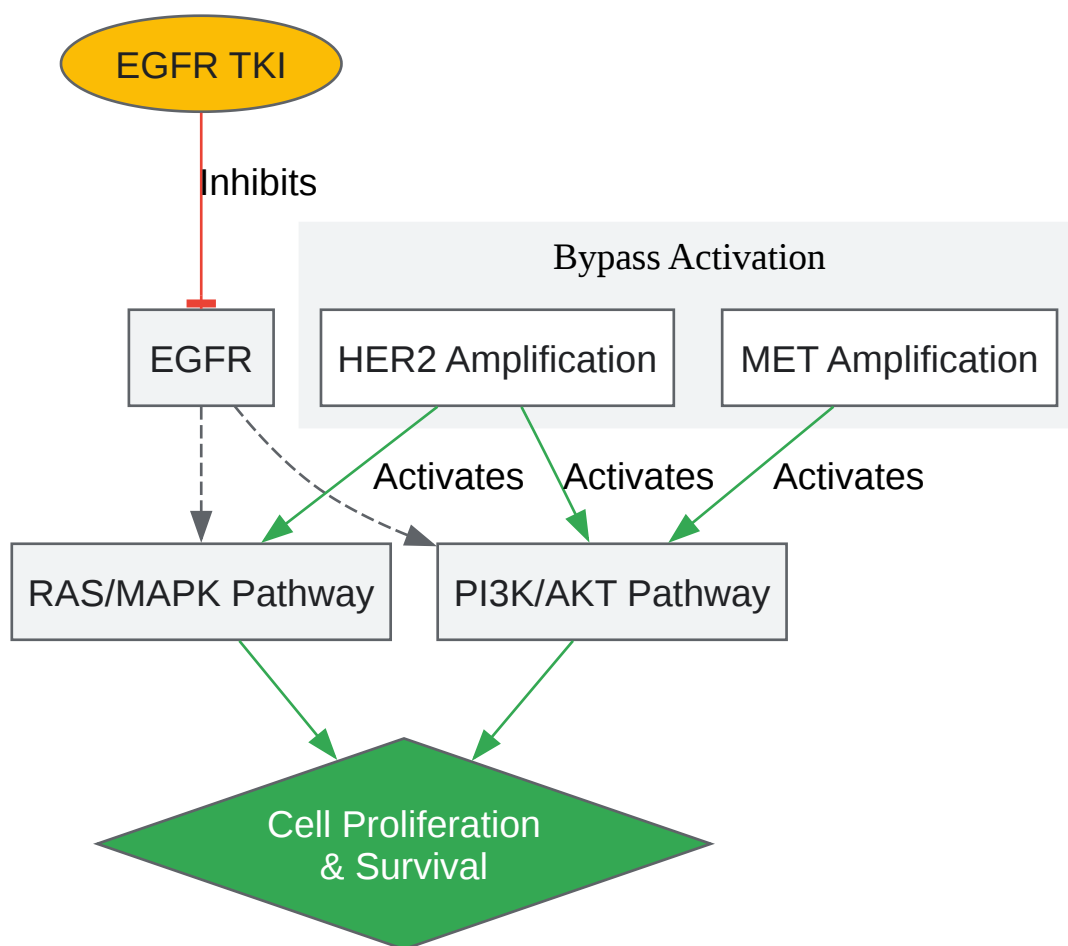 EGFR TKI
Inhibits
Bypass Activation
EGFR
HER2 Amplification
MET Amplification
Activates
Activates
Activates
RAS/MAPK Pathway
PI3K/AKT Pathway
Cell Proliferation
& Survival